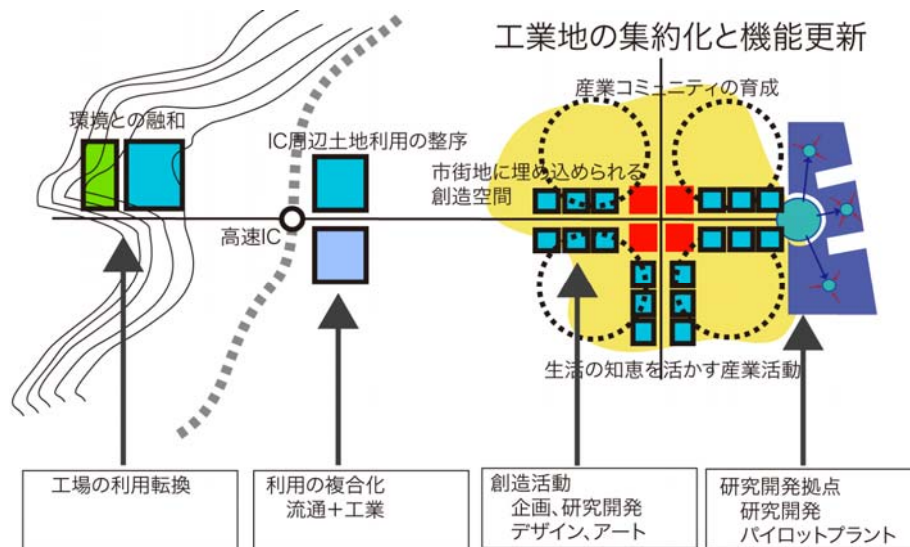 工業地の集約化と機能更新
産業コミュニティの育成
環境との融和
IC周辺土地利用の整序
市街地に埋め込められる
創造空間
高速IC
生活の知恵を活かす産業活動
工場の利用転換
利用の複合化
流通＋工業
創造活動
企画、研究開発
デザイン、アート
研究開発拠点
研究開発
パイロットプラント